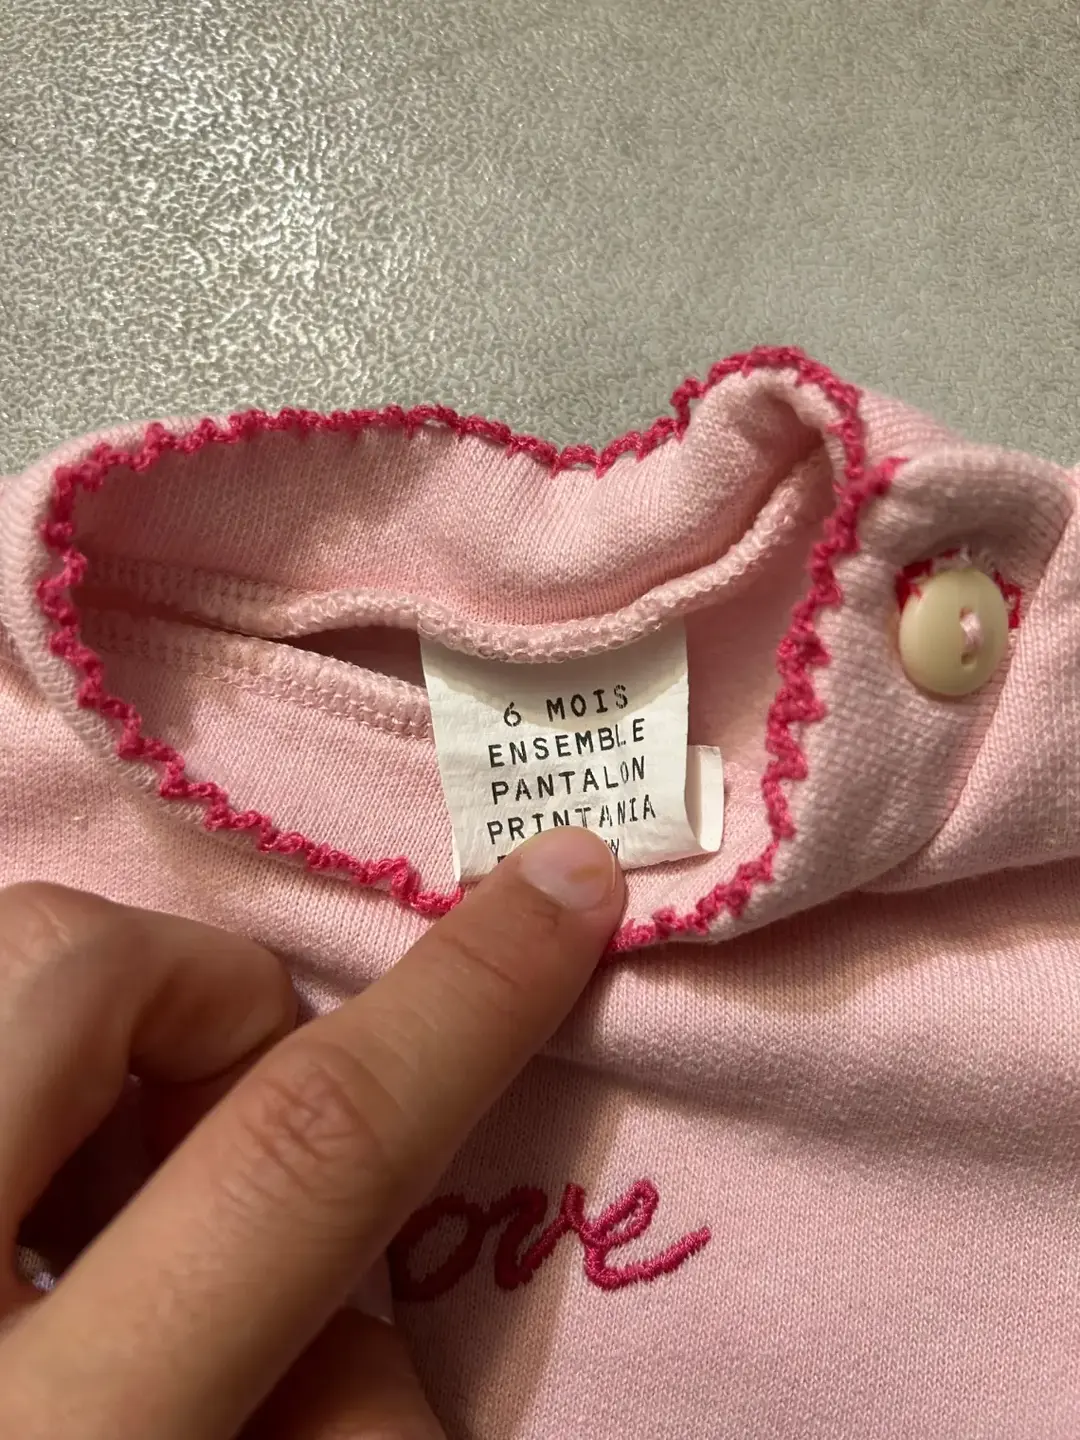 6 MOIS
ENSEMBLE
PANTALON
PRINTANIA
ove